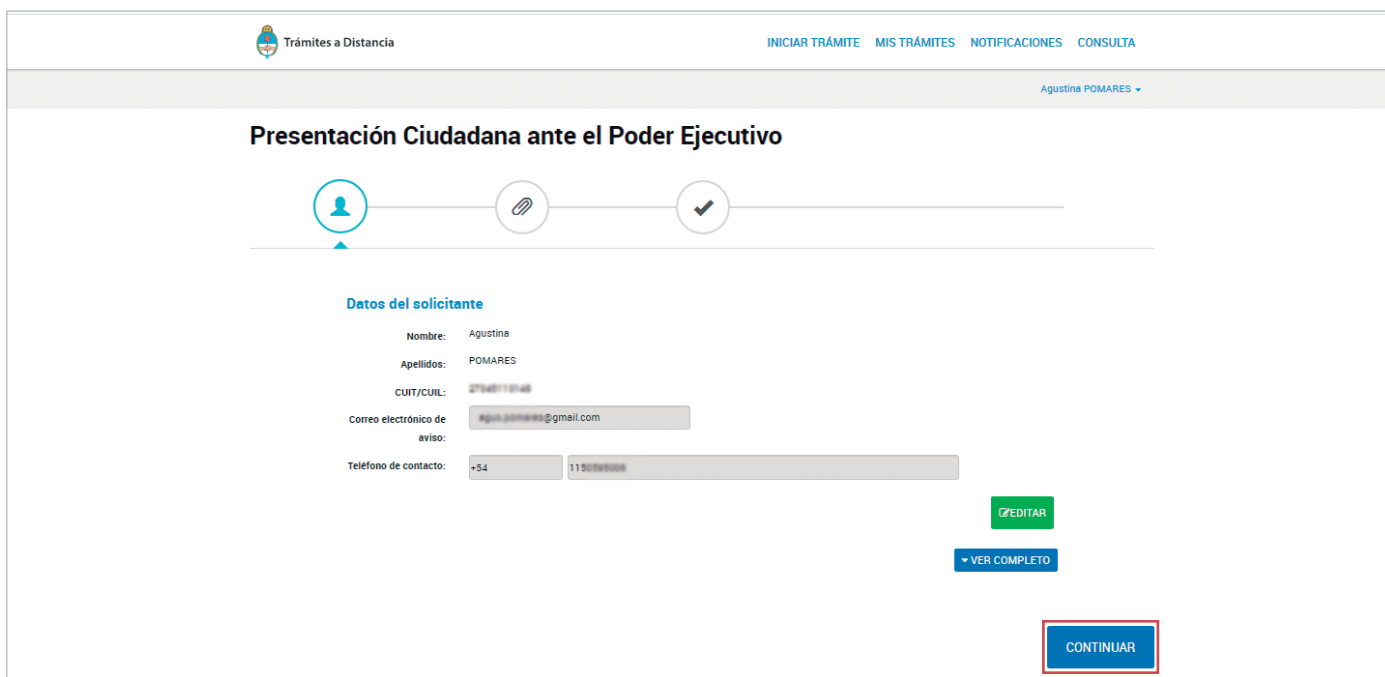 Trámites a Distancia
INICIAR TRÁMITE MIS TRÁMITES NOTIFICACIONES CONSULTA
Agustina POMARES
Presentación Ciudadana ante el Poder Ejecutivo
Datos del solicitante
Nombre: Agustina
Apellidos: POMARES
CUIT/CUIL:
Correo electrónico de @gmail.com
aviso:
Teléfono de contacto: +54 11
EDITAR
VER COMPLETO
CONTINUAR